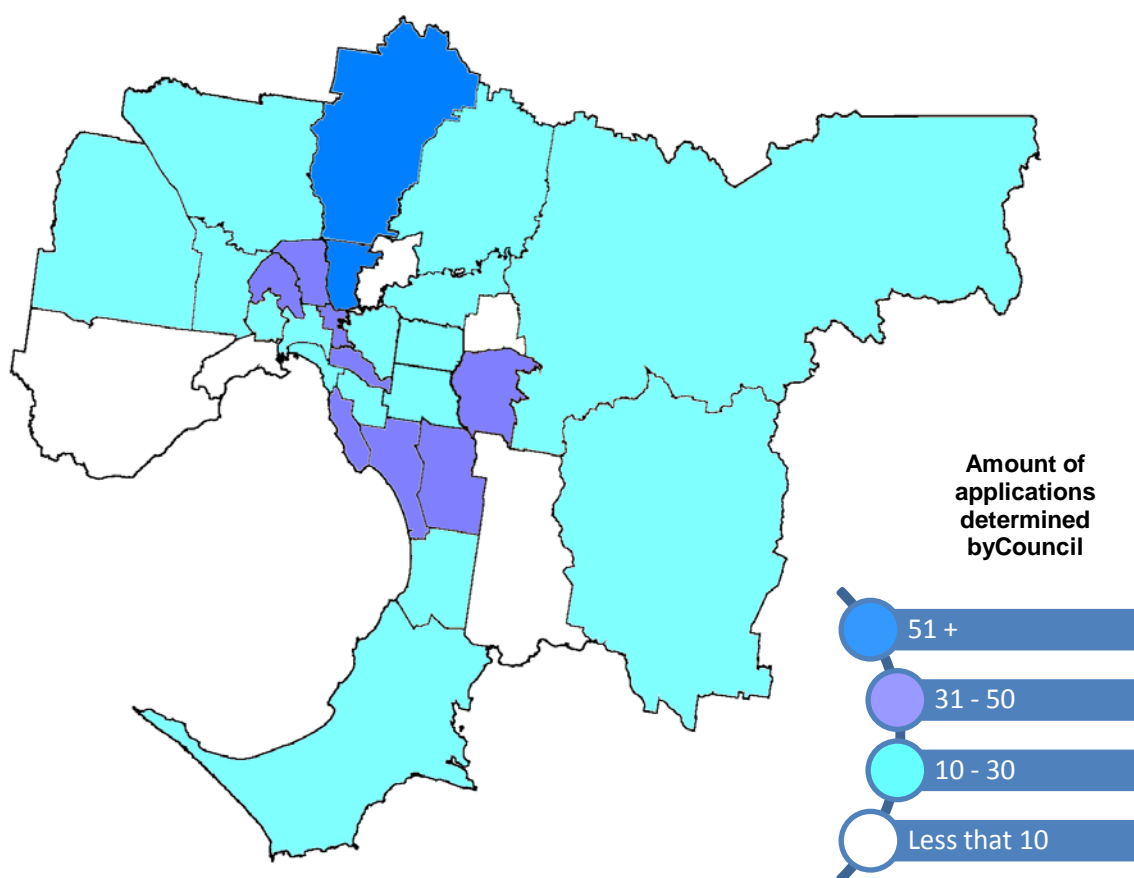 Amount of
applications
determined
byCouncil
51 +
31 - 50
10 - 30
Less that 10